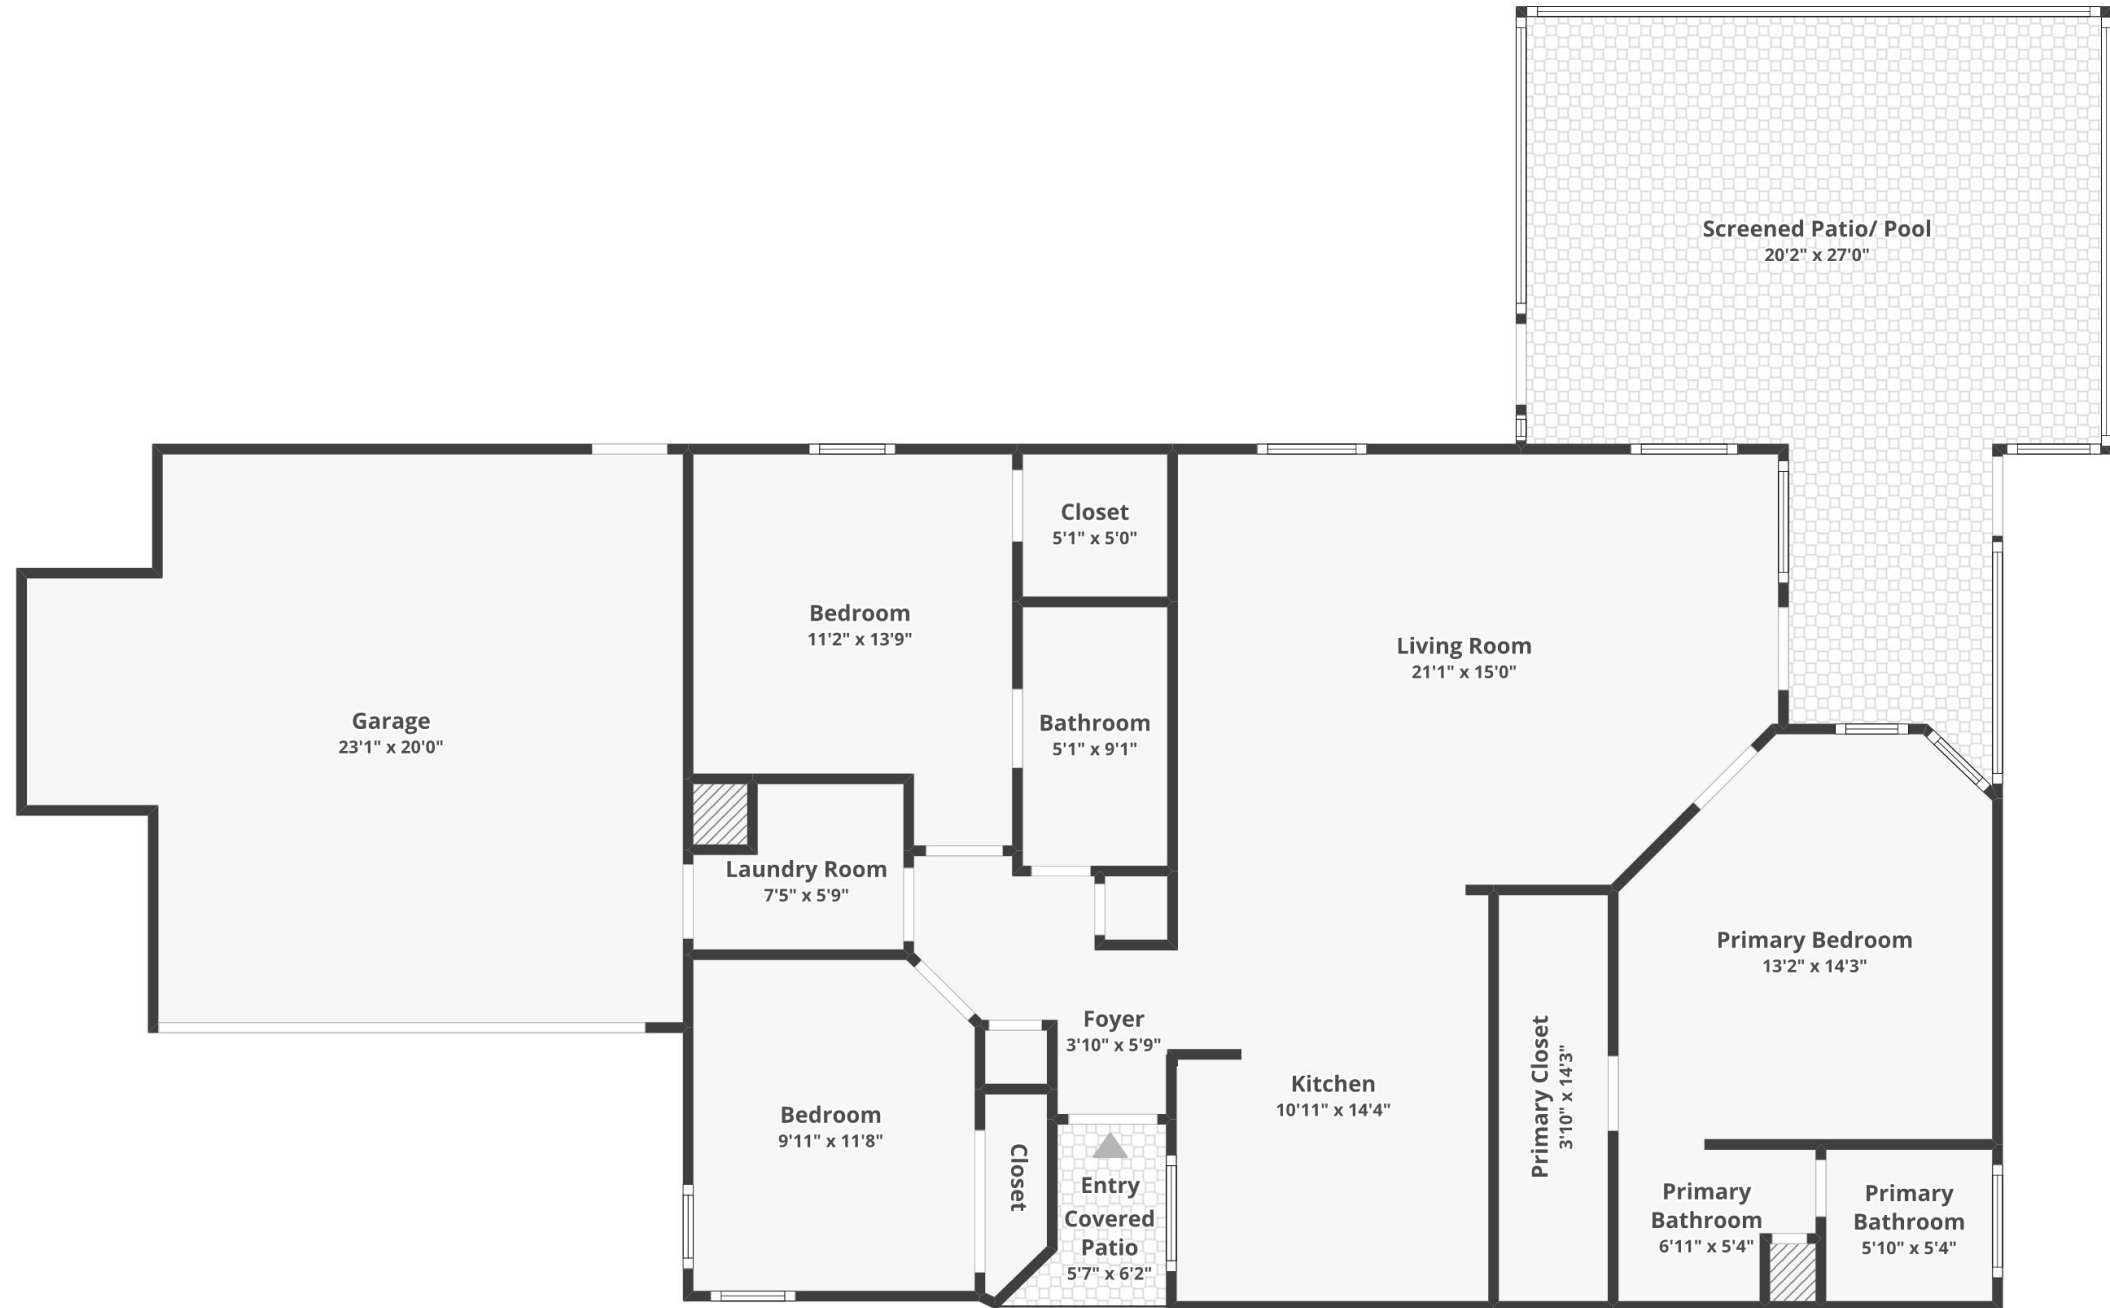 Screened Patio/ Pool
20'2" x 27'0"
Closet
5'1" x 5'0"
Bedroom
11'2" x 13'9"
Living Room
21'1" x 15'0"
Garage
23'1" x 20'0"
Bathroom
5'1" x 9'1"
Laundry Room
7'5" x 5'9"
Primary Bedroom
13'2" x 14'3"
Foyer
3'10" x 5'9"
Kitchen
10'11" x 14'4"
Primary Closet
3'10" x 14'3"
Bedroom
9'11" x 11'8"
Closet
Entry
Covered
Patio
5'7" x 6'2"
Primary
Bathroom
6'11" x 5'4"
Primary
Bathroom
5'10" x 5'4"